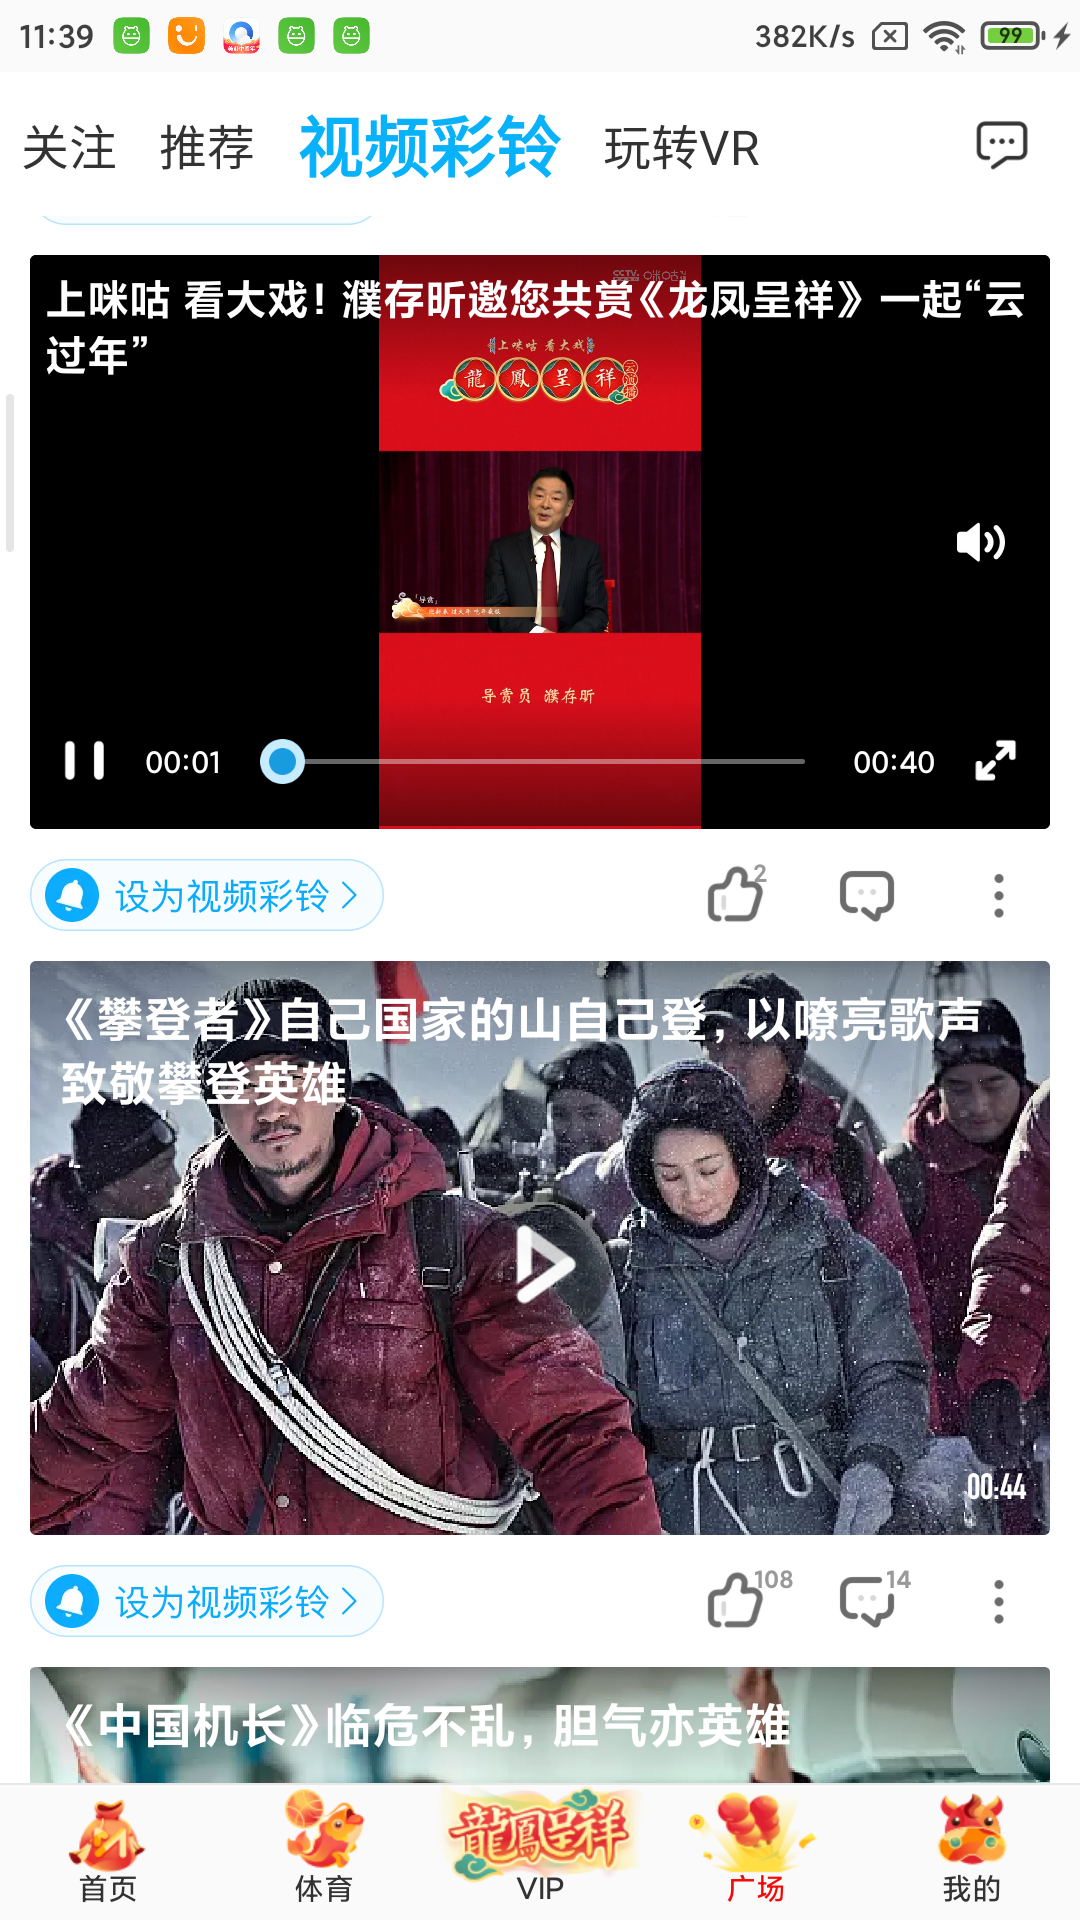 11:39
382K/s
99
关注 推荐 视频彩铃 玩转VR
CCTV. 咪咕
上咪咕 看大戏！濮存昕邀您共赏《龙凤呈祥》一起“云
过年”
上咪咕 看大戏
龍鳳呈祥
「导赏」
导赏员 濮存昕
00:01
00:40
设为视频彩铃
2
《攀登者》自己国家的山自己登，以嘹亮歌声
致敬攀登英雄
00:44
设为视频彩铃
108
14
《中国机长》临危不乱，胆气亦英雄
龍鳳呈祥
首页 体育 VIP 广场 我的